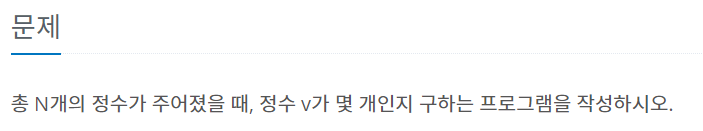 문제
총 N개의 정수가 주어졌을 때, 정수 v가 몇 개인지 구하는 프로그램을 작성하시오.